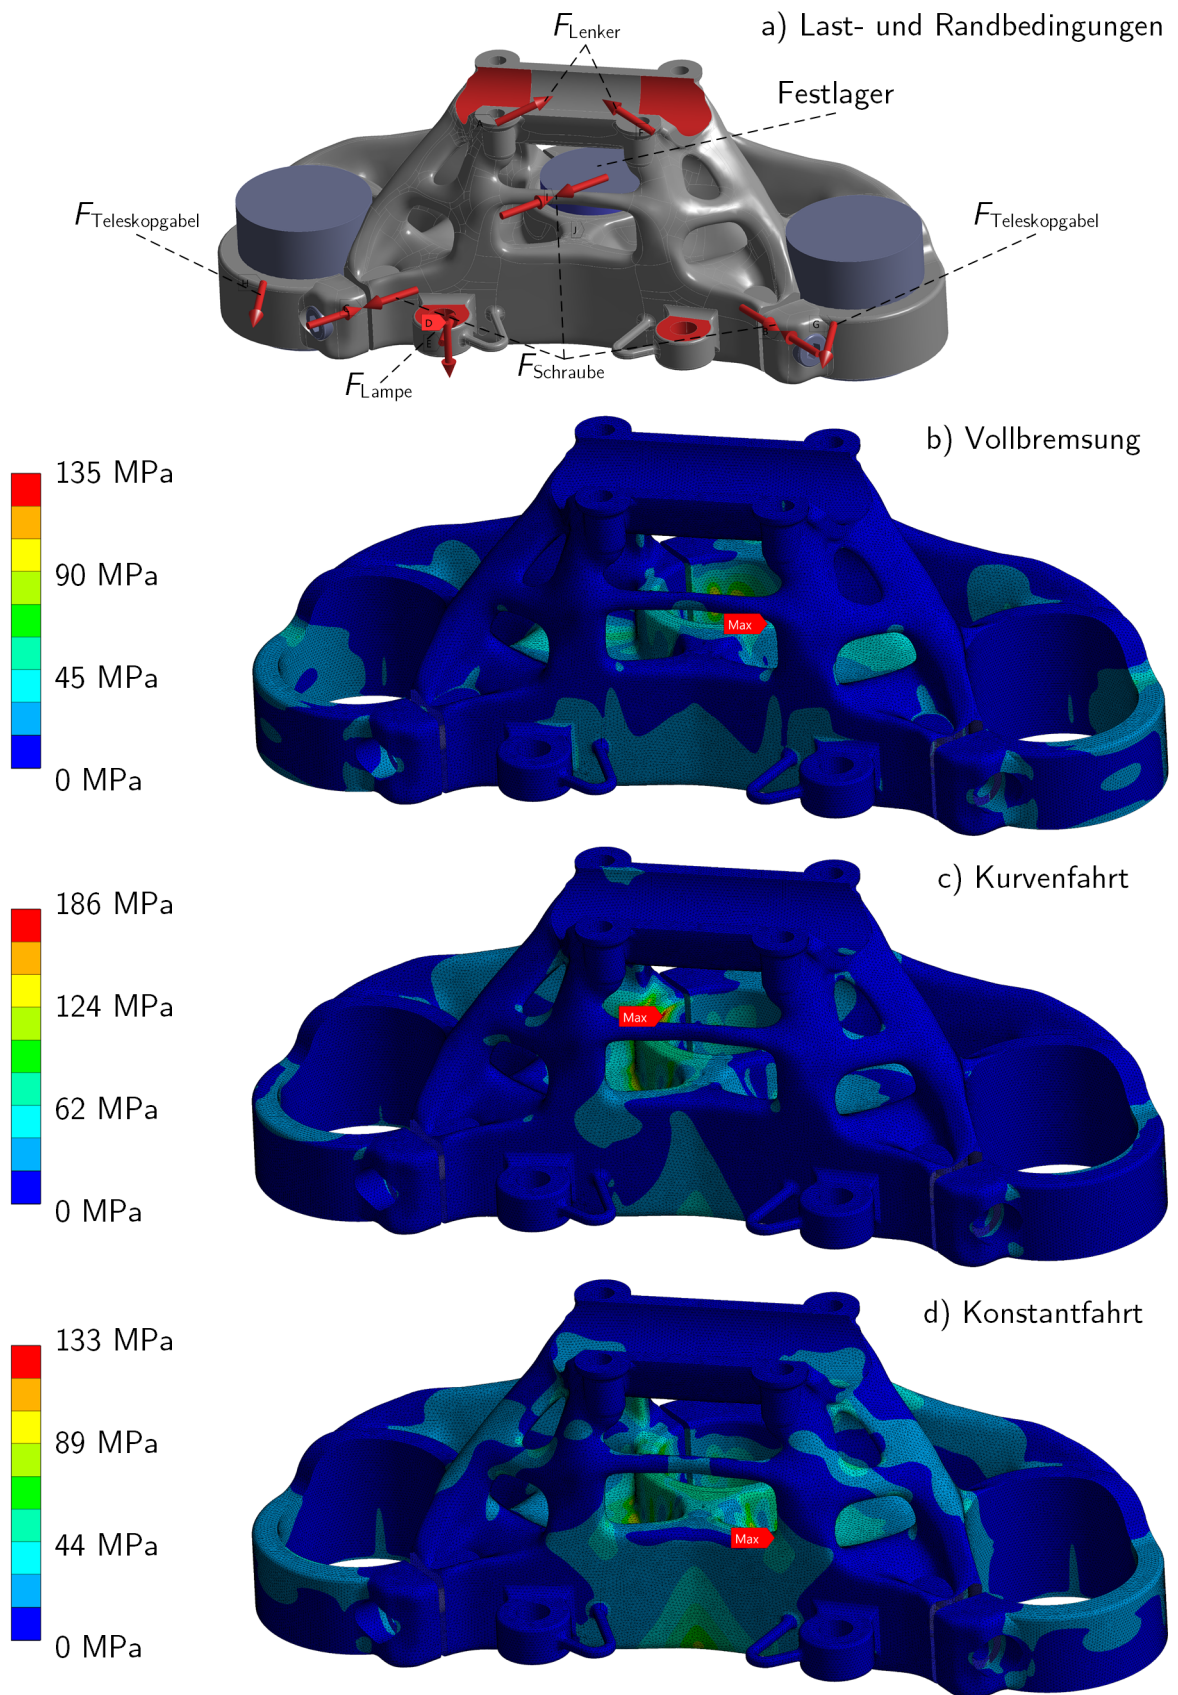 a) Last- und Randbedingungen
F_Lenker
Festlager
F_Teleskopgabel
F_Teleskopgabel
A
F
J
H
G
D
E
F_Schraube
F_Lampe
b) Vollbremsung
135 MPa
90 MPa
45 MPa
0 MPa
Max
c) Kurvenfahrt
186 MPa
124 MPa
62 MPa
0 MPa
Max
d) Konstantfahrt
133 MPa
89 MPa
44 MPa
0 MPa
Max